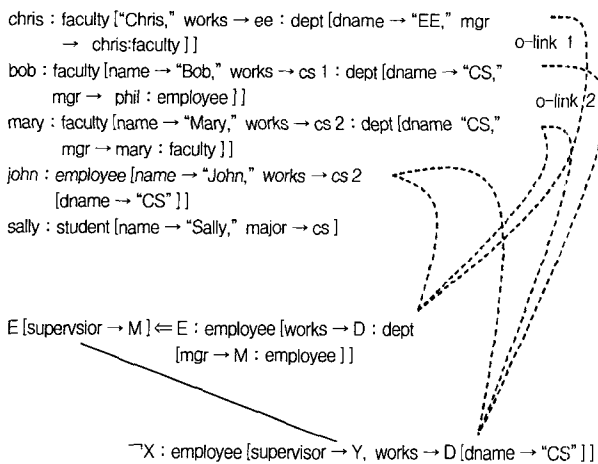 chris : faculty ["Chris," works → ee : dept [dname → "EE," mgr
→ chris:faculty ] ]
o-link 1
bob : faculty [name → "Bob," works → cs 1 : dept [dname → "CS,"
mgr → phil : employee ] ]
o-link 2
mary : faculty [name → "Mary," works → cs 2 : dept [dname "CS,"
mgr → mary : faculty ] ]
john : employee [name → "John," works → cs 2
[dname → "CS" ] ]
sally : student [name → "Sally," major → cs ]
E [supervsior → M ] ⇐ E : employee [works → D : dept
[mgr → M : employee ] ]
¬X : employee [supervisor → Y, works → D [dname → "CS" ] ]